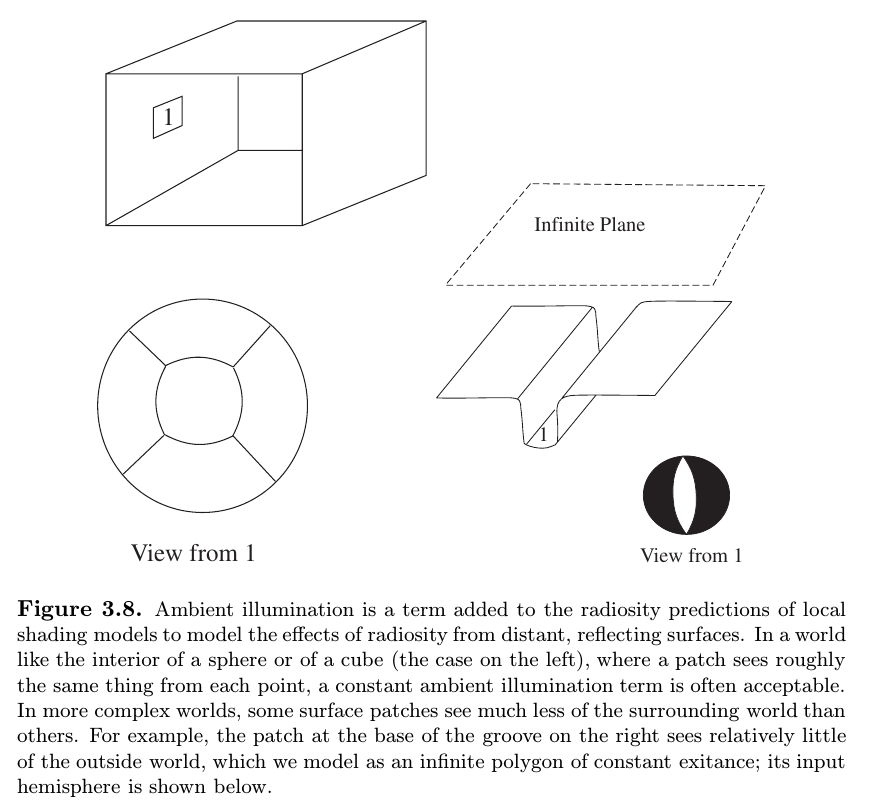 1
Infinite Plane
1
View from 1
View from 1
Figure 3.8. Ambient illumination is a term added to the radiosity predictions of local
shading models to model the effects of radiosity from distant, reflecting surfaces. In a world
like the interior of a sphere or of a cube (the case on the left), where a patch sees roughly
the same thing from each point, a constant ambient illumination term is often acceptable.
In more complex worlds, some surface patches see much less of the surrounding world than
others. For example, the patch at the base of the groove on the right sees relatively little
of the outside world, which we model as an infinite polygon of constant exitance; its input
hemisphere is shown below.